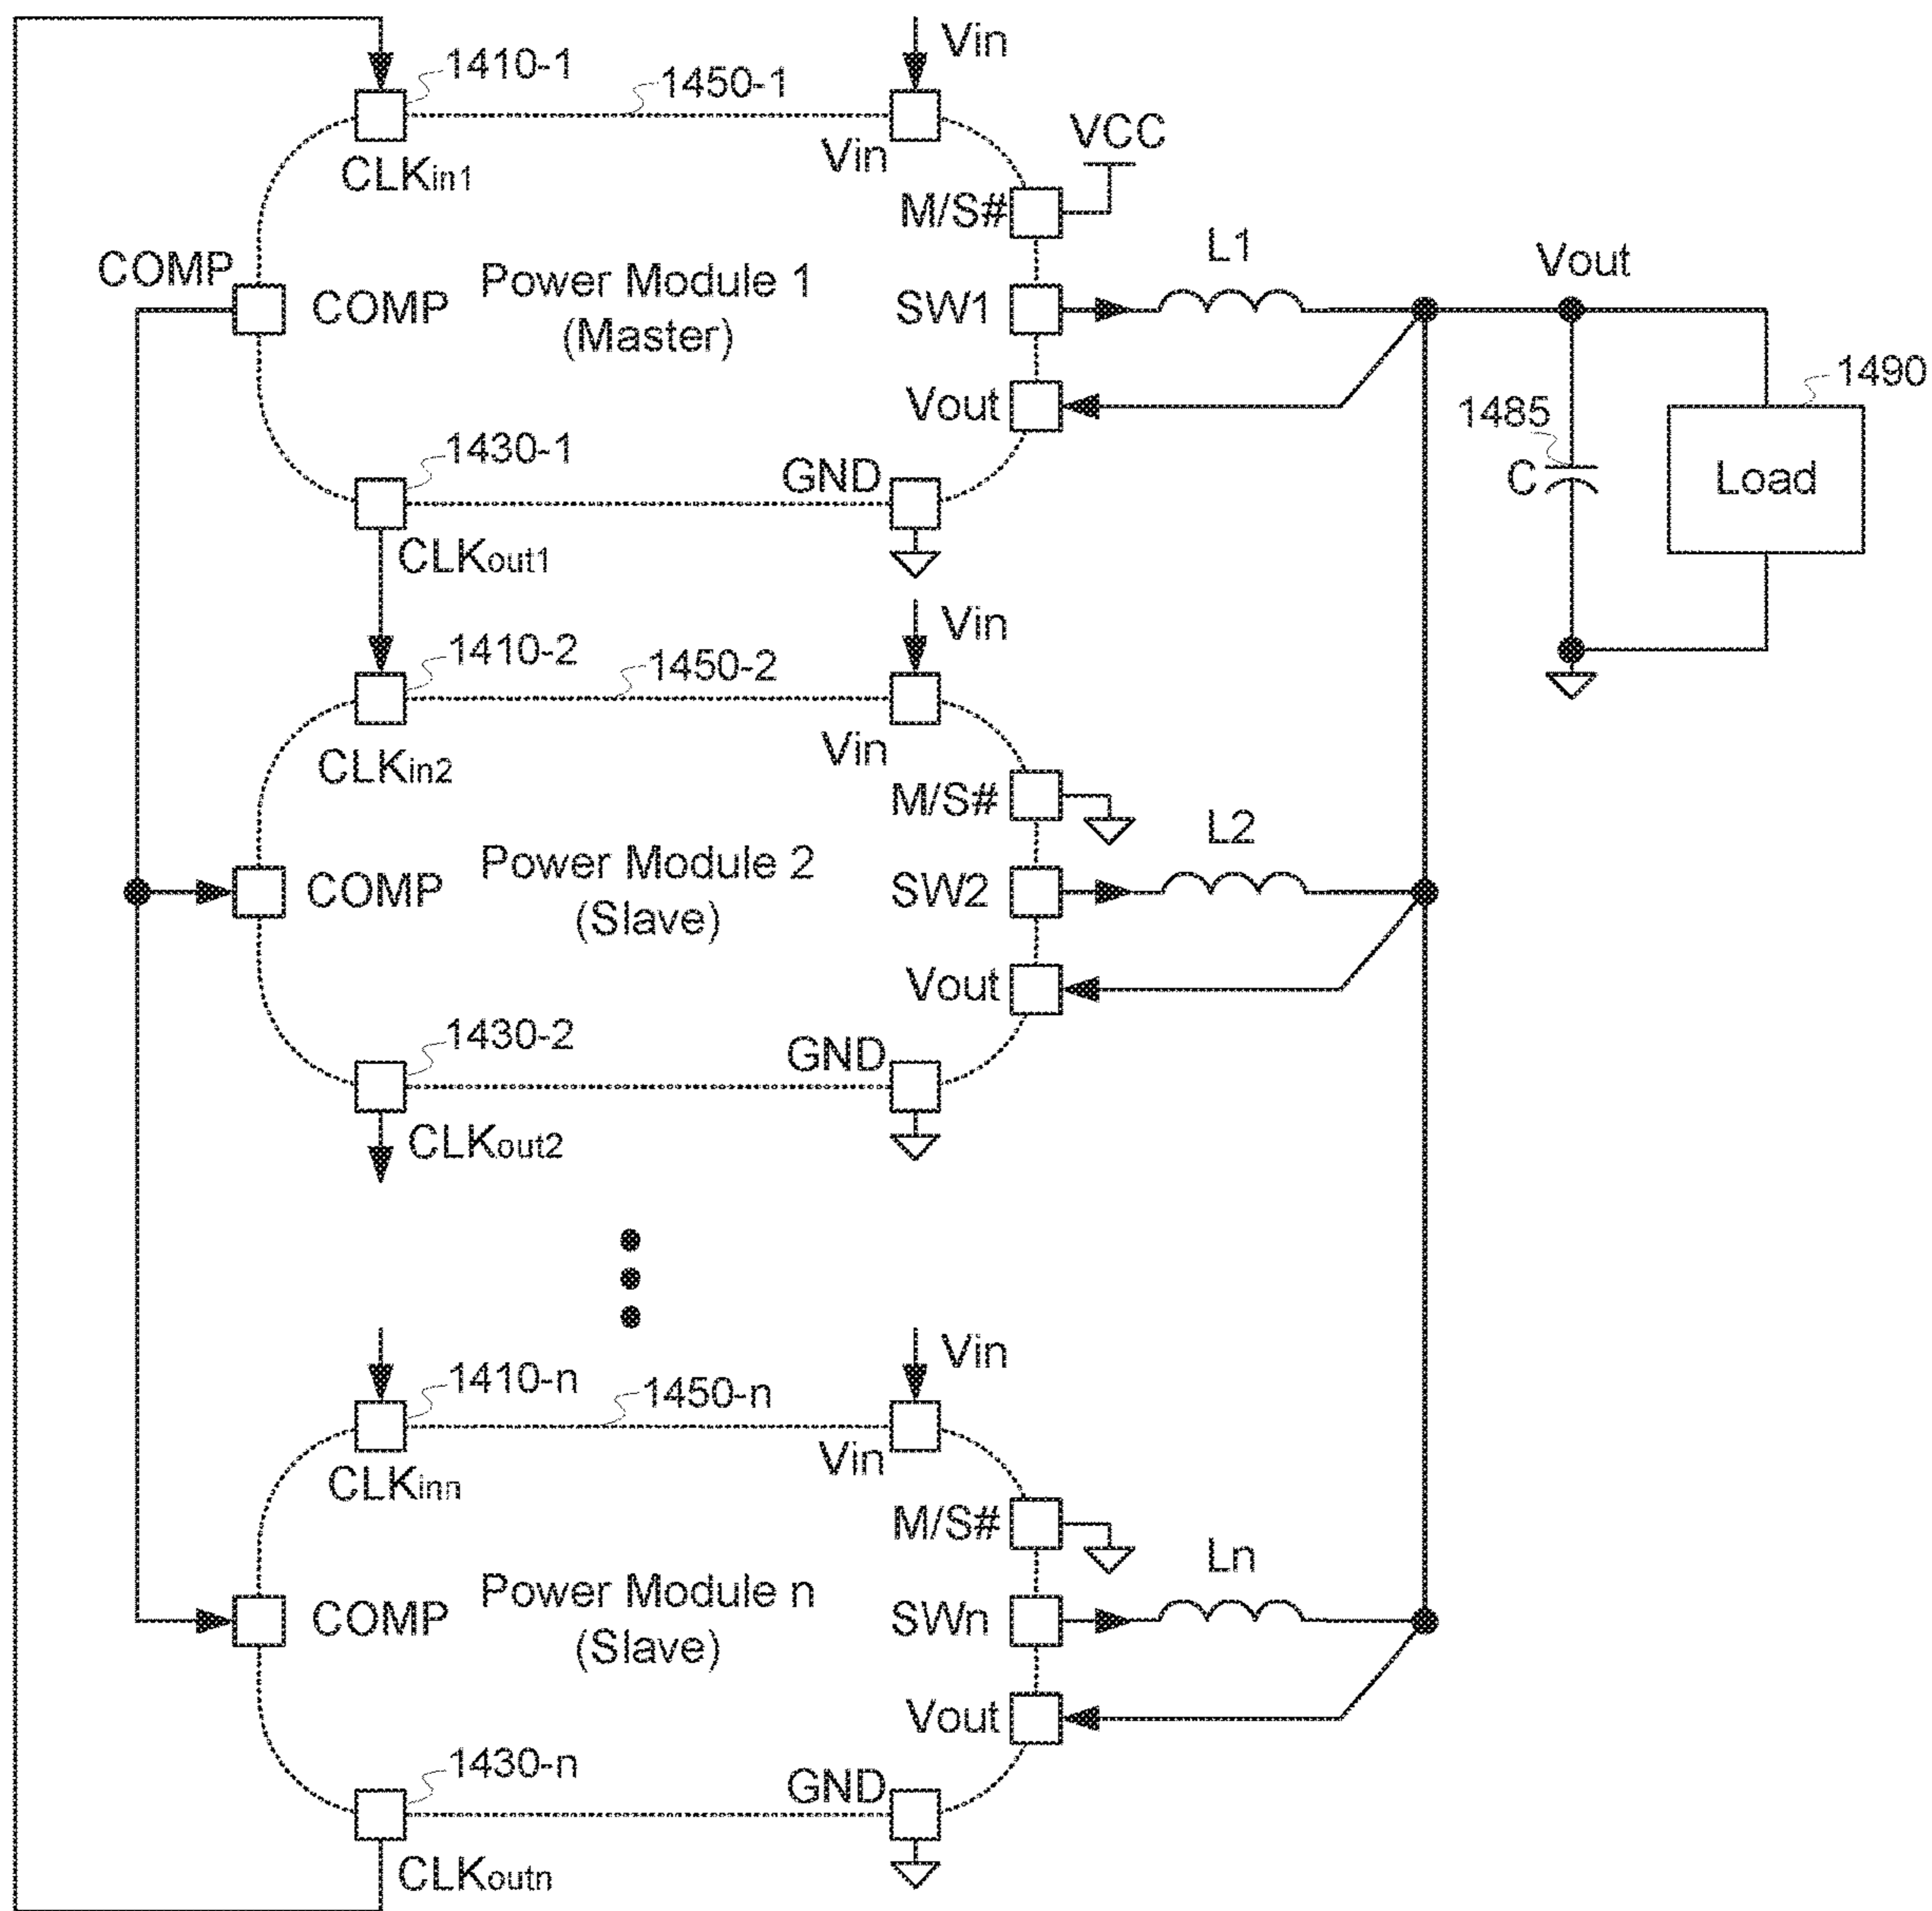 1410-1
1450-1
Vin
CLKin1
Vin
VCC
M/S#
COMP
COMP
Power Module 1
(Master)
SW1
L1
Vout
Vout
1490
1485
C
Load
1430-1
GND
CLKout1
Vin
1410-2
1450-2
CLKin2
Vin
M/S#
L2
COMP
Power Module 2
(Slave)
SW2
Vout
1430-2
GND
CLKout2
Vin
1410-n
1450-n
CLKinn
Vin
M/S#
Ln
COMP
Power Module n
(Slave)
SWn
Vout
1430-n
GND
CLKoutn